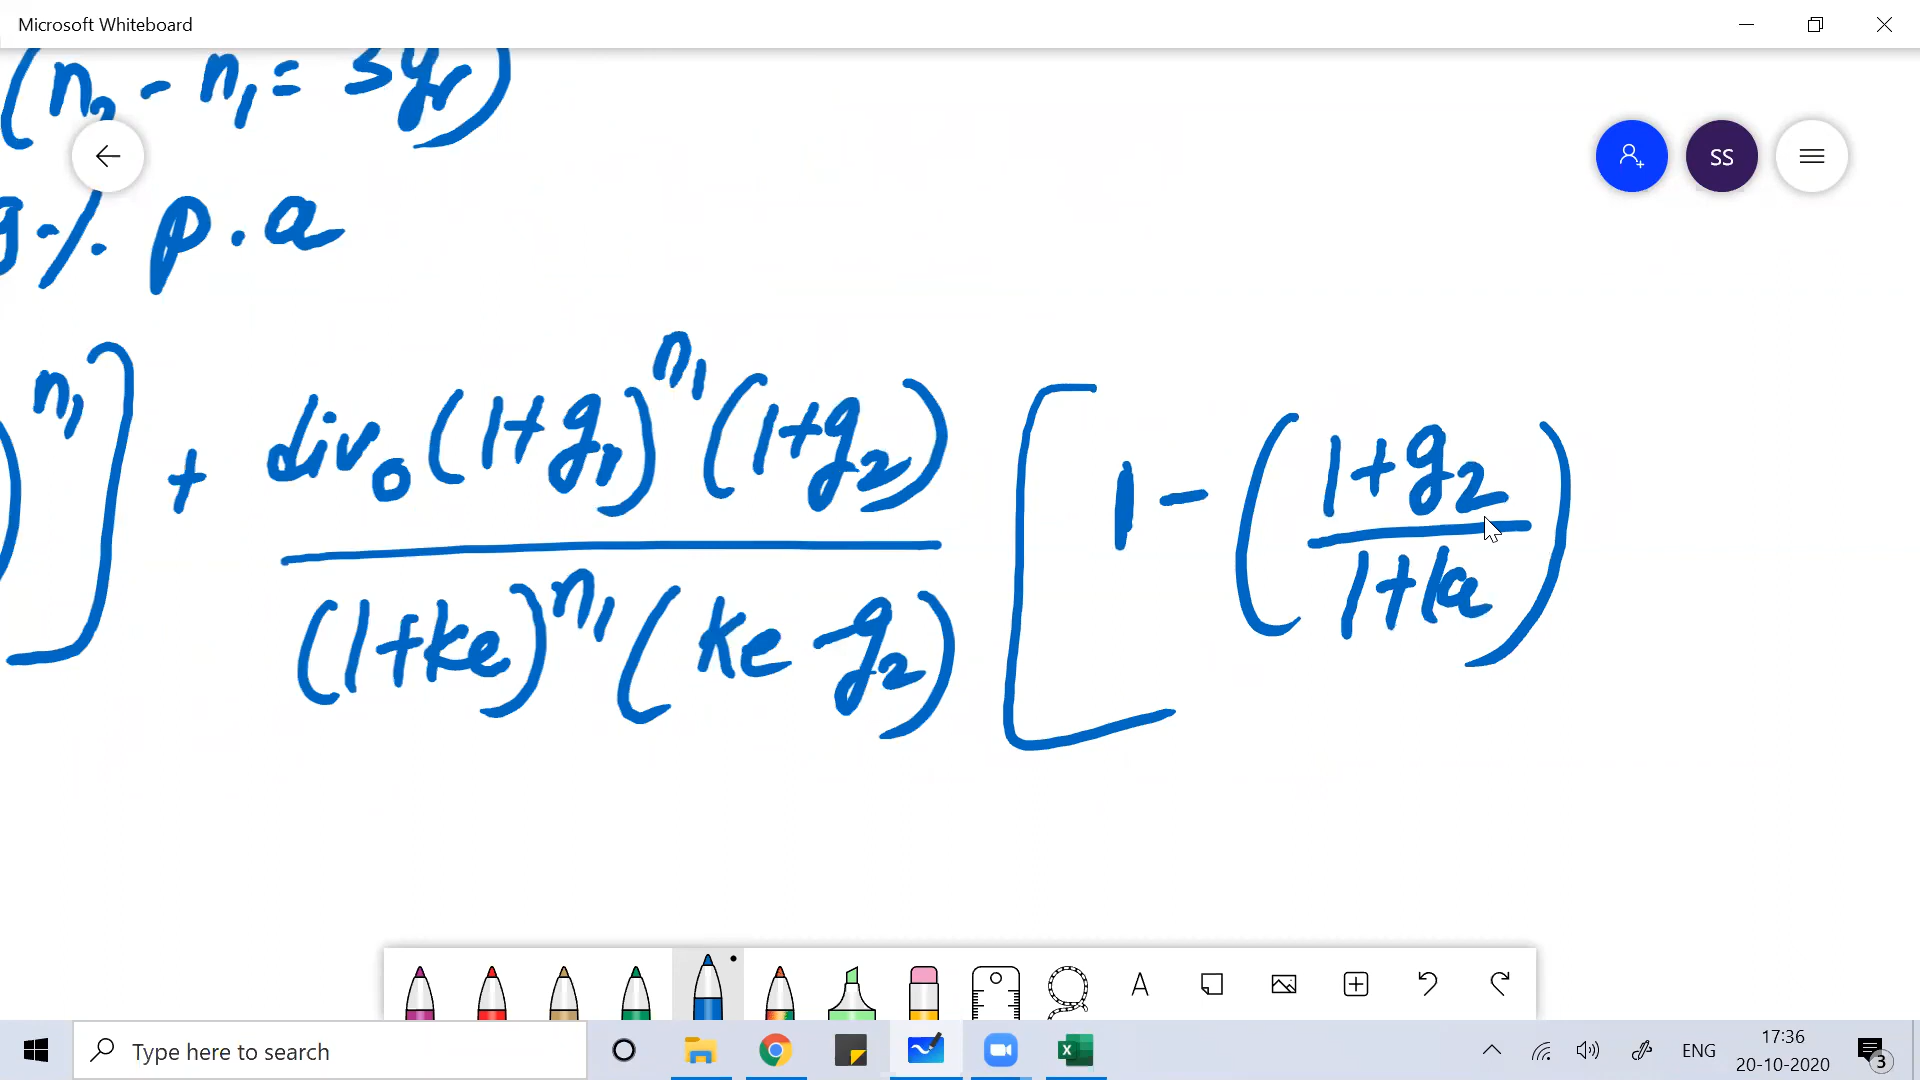 Microsoft Whiteboard
(n₂ - n₁ = 3yr)
SS
g% p.a
)^n₁] + div₀(1+g₁)^n₁(1+g₂) / (1+ke)^n₁(ke-g₂) [1 - (1+g₂ / 1+ke)
A
Type here to search
ENG
17:36
20-10-2020
3